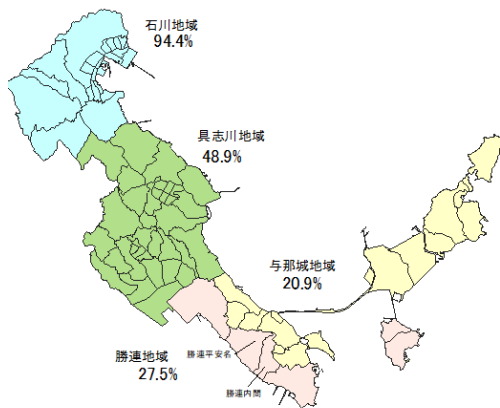 石川地域
94.4%
具志川地域
48.9%
与那城地域
20.9%
勝連地域
27.5%
勝連平安名
勝連内間